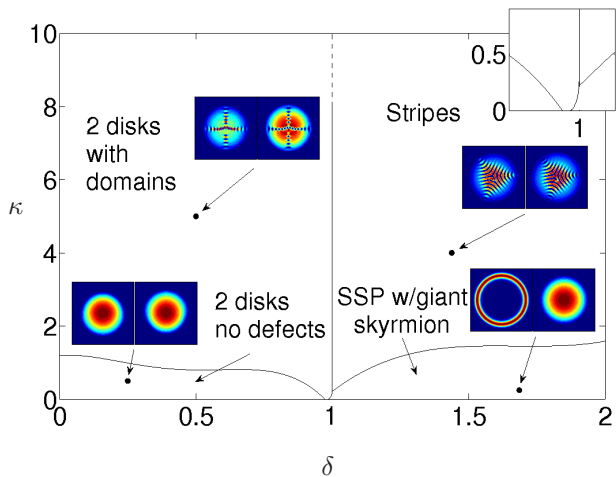 10
8
6
4
2
0
κ
0
0.5
1
1.5
2
δ
2 disks
with
domains
Stripes
2 disks
no defects
SSP w/giant
skyrmion
0.5
0
1